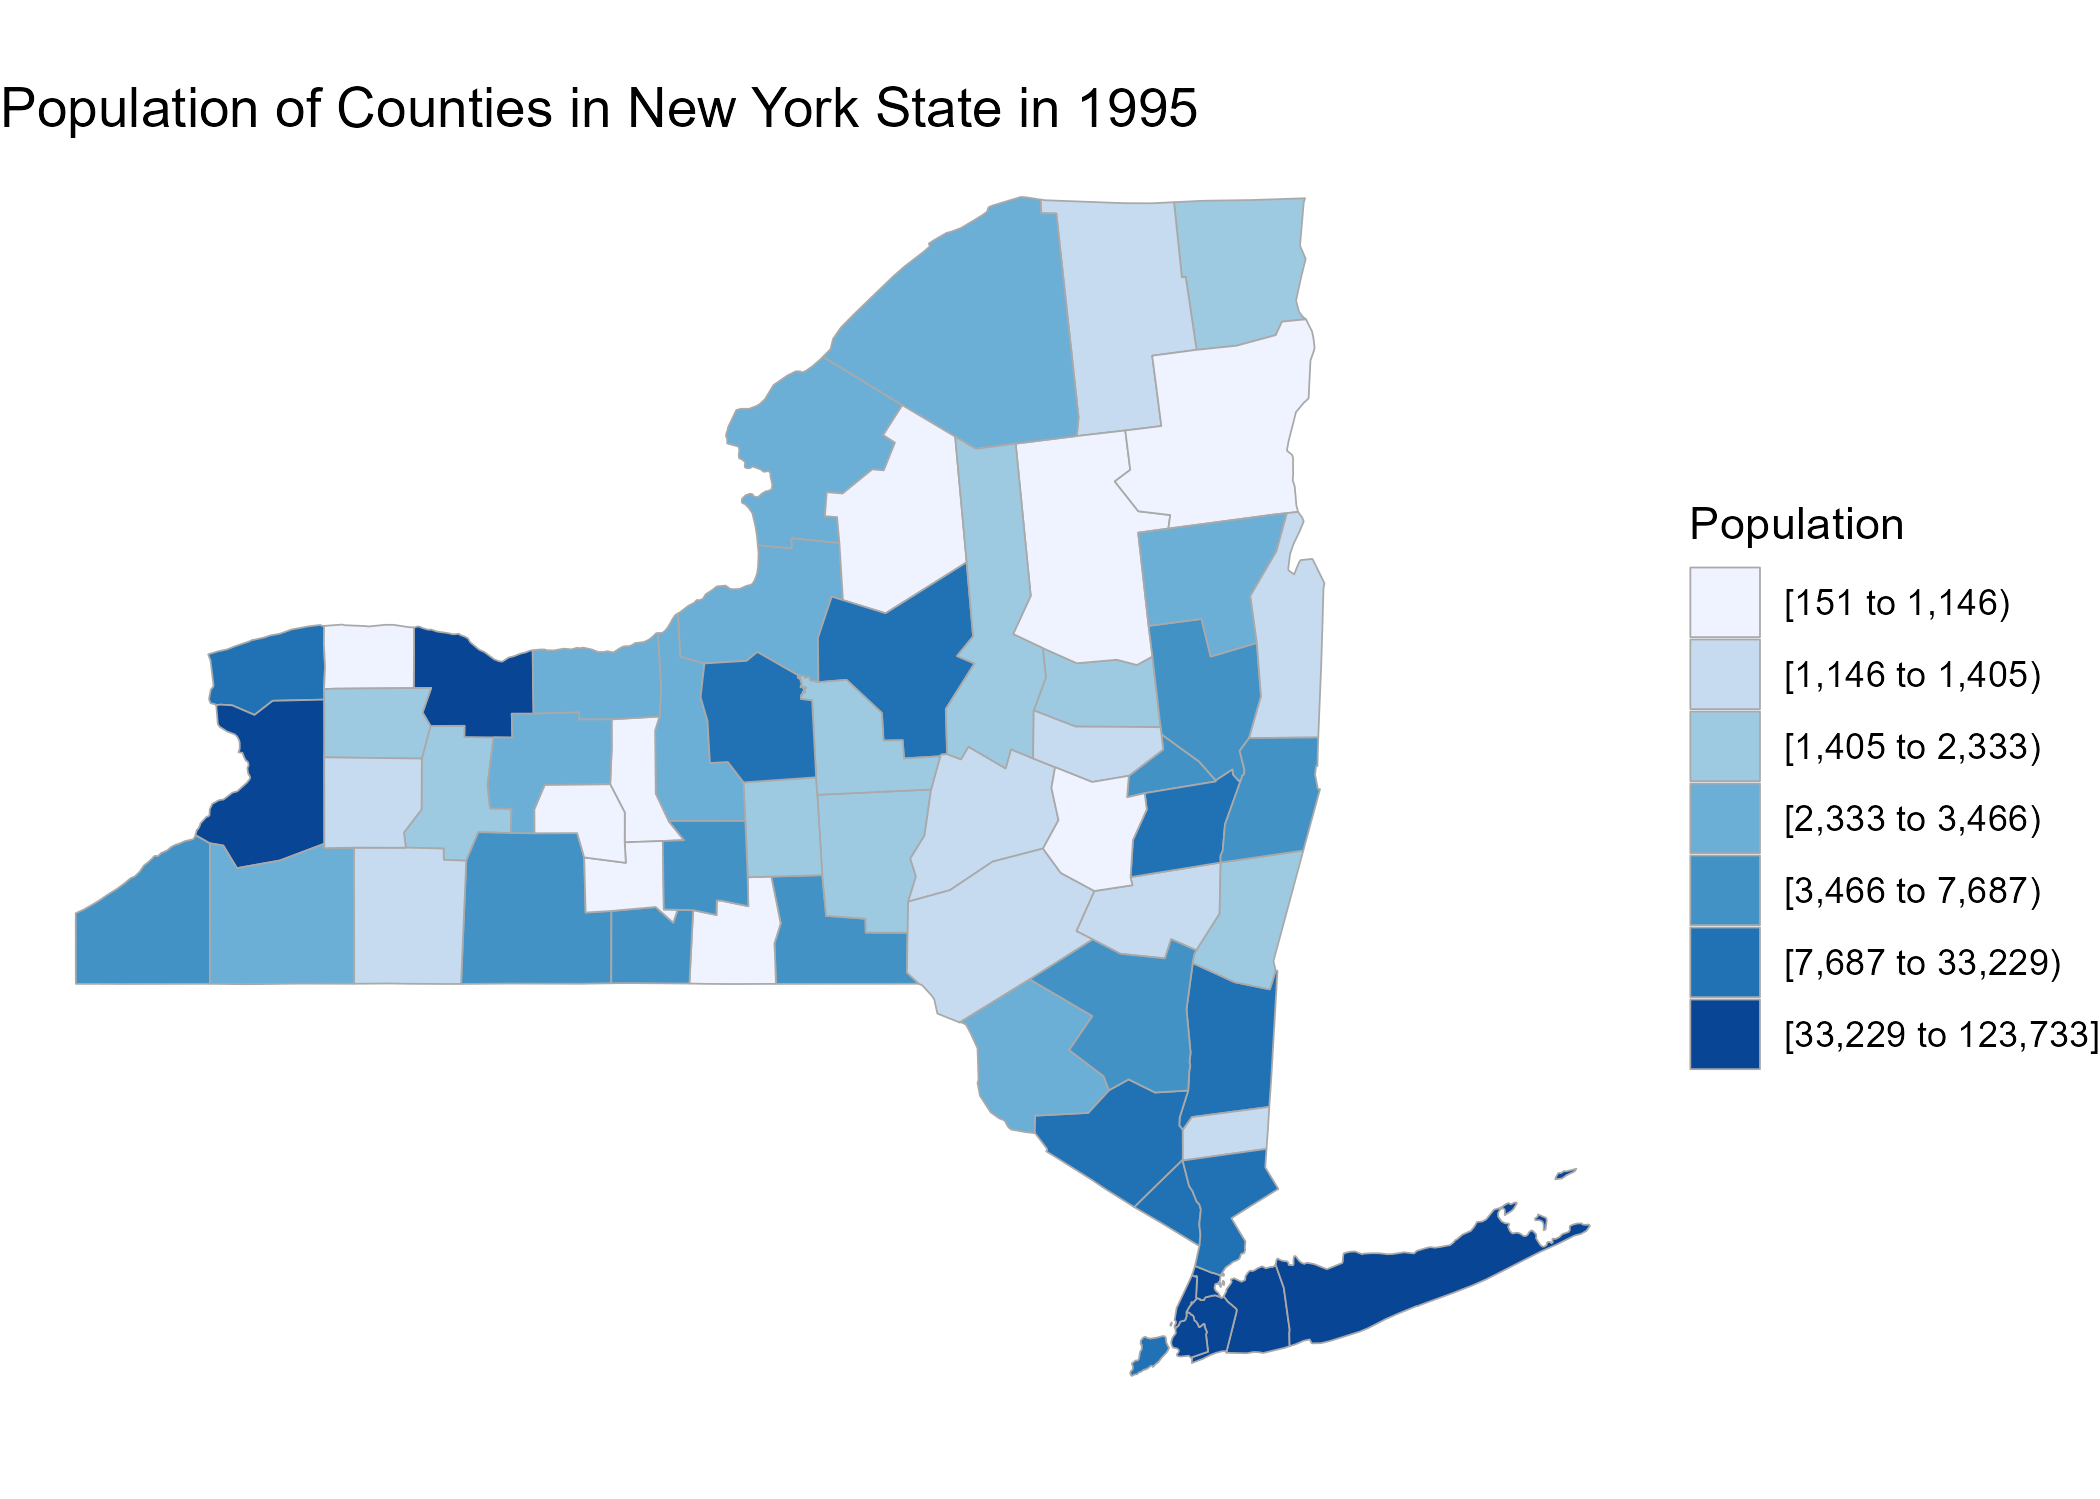 Population of Counties in New York State in 1995
Population
[151 to 1,146)
[1,146 to 1,405)
[1,405 to 2,333)
[2,333 to 3,466)
[3,466 to 7,687)
[7,687 to 33,229)
[33,229 to 123,733]